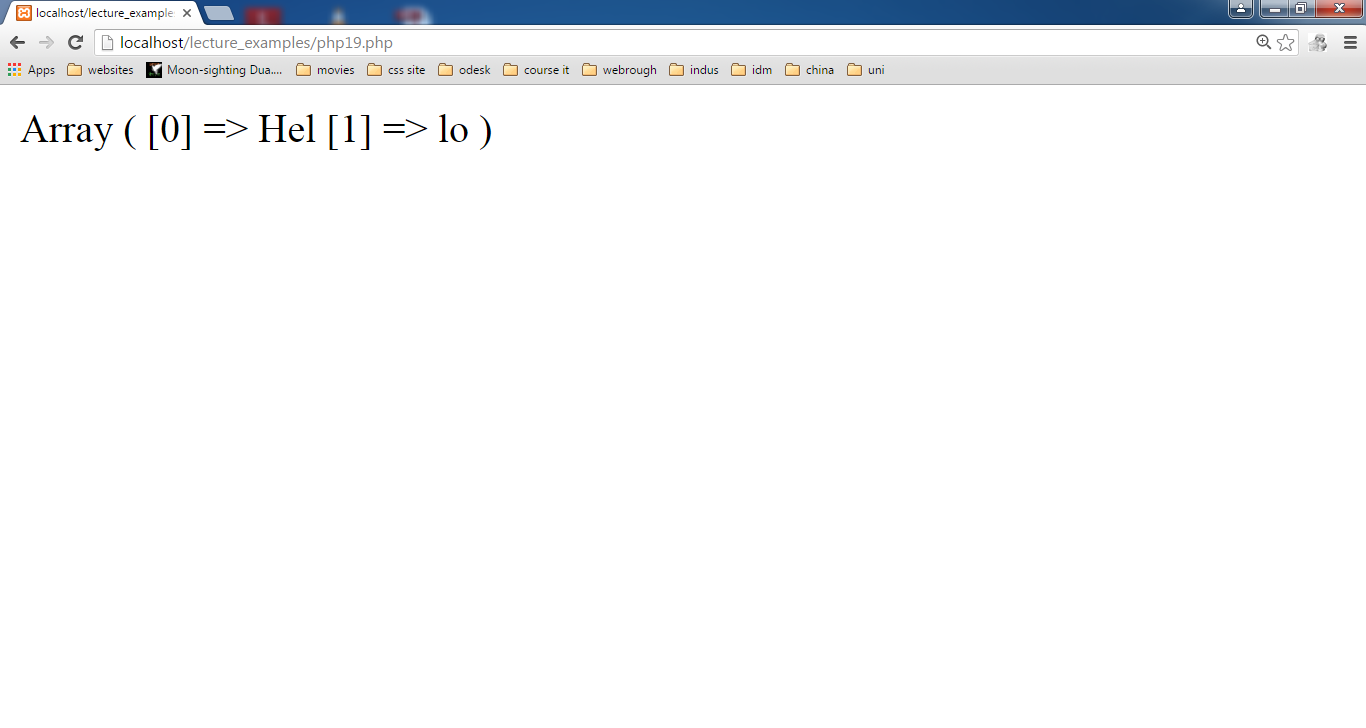 localhost/lecture_example
localhost/lecture_examples/php19.php
Apps websites Moon-sighting Dua.... movies css site odesk course it webrough indus idm china uni
Array ( [0] => Hel [1] => lo )